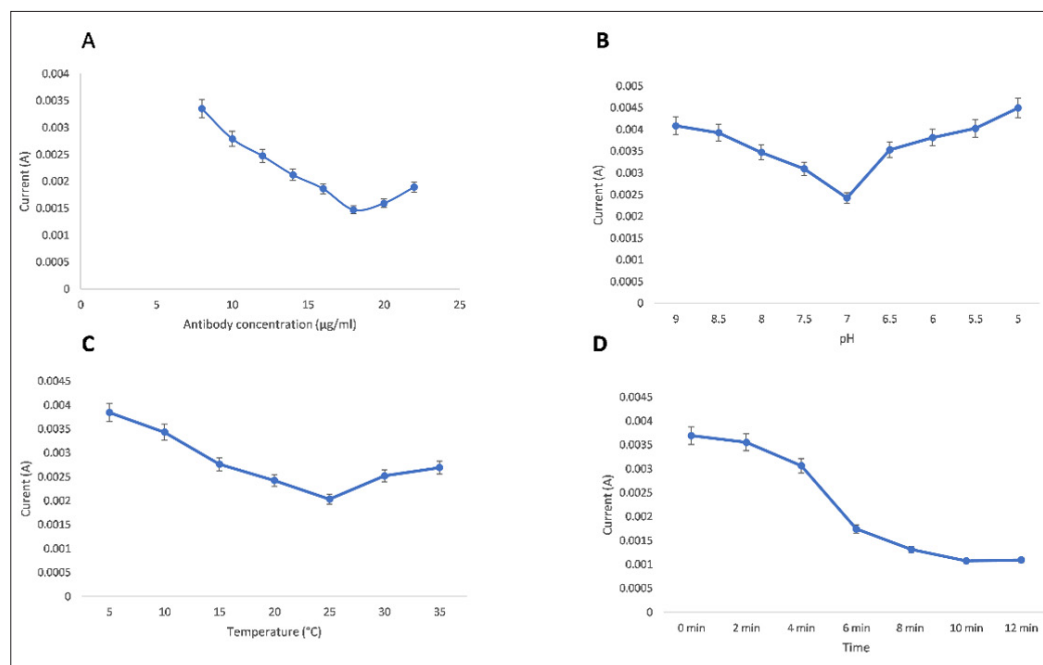 A
0.004
0.0035
0.003
0.0025
0.002
0.0015
0.001
0.0005
0
Current (A)
0 5 10 15 20 25
Antibody concentration (µg/ml)
B
0.005
0.0045
0.004
0.0035
0.003
0.0025
0.002
0.0015
0.001
0.0005
0
Current (A)
9 8.5 8 7.5 7 6.5 6 5.5 5
pH
C
0.0045
0.004
0.0035
0.003
0.0025
0.002
0.0015
0.001
0.0005
0
Curent (A)
5 10 15 20 25 30 35
Temperature (°C)
D
0.0045
0.004
0.0035
0.003
0.0025
0.002
0.0015
0.001
0.0005
0
Current (A)
0 min 2 min 4 min 6 min 8 min 10 min 12 min
Time